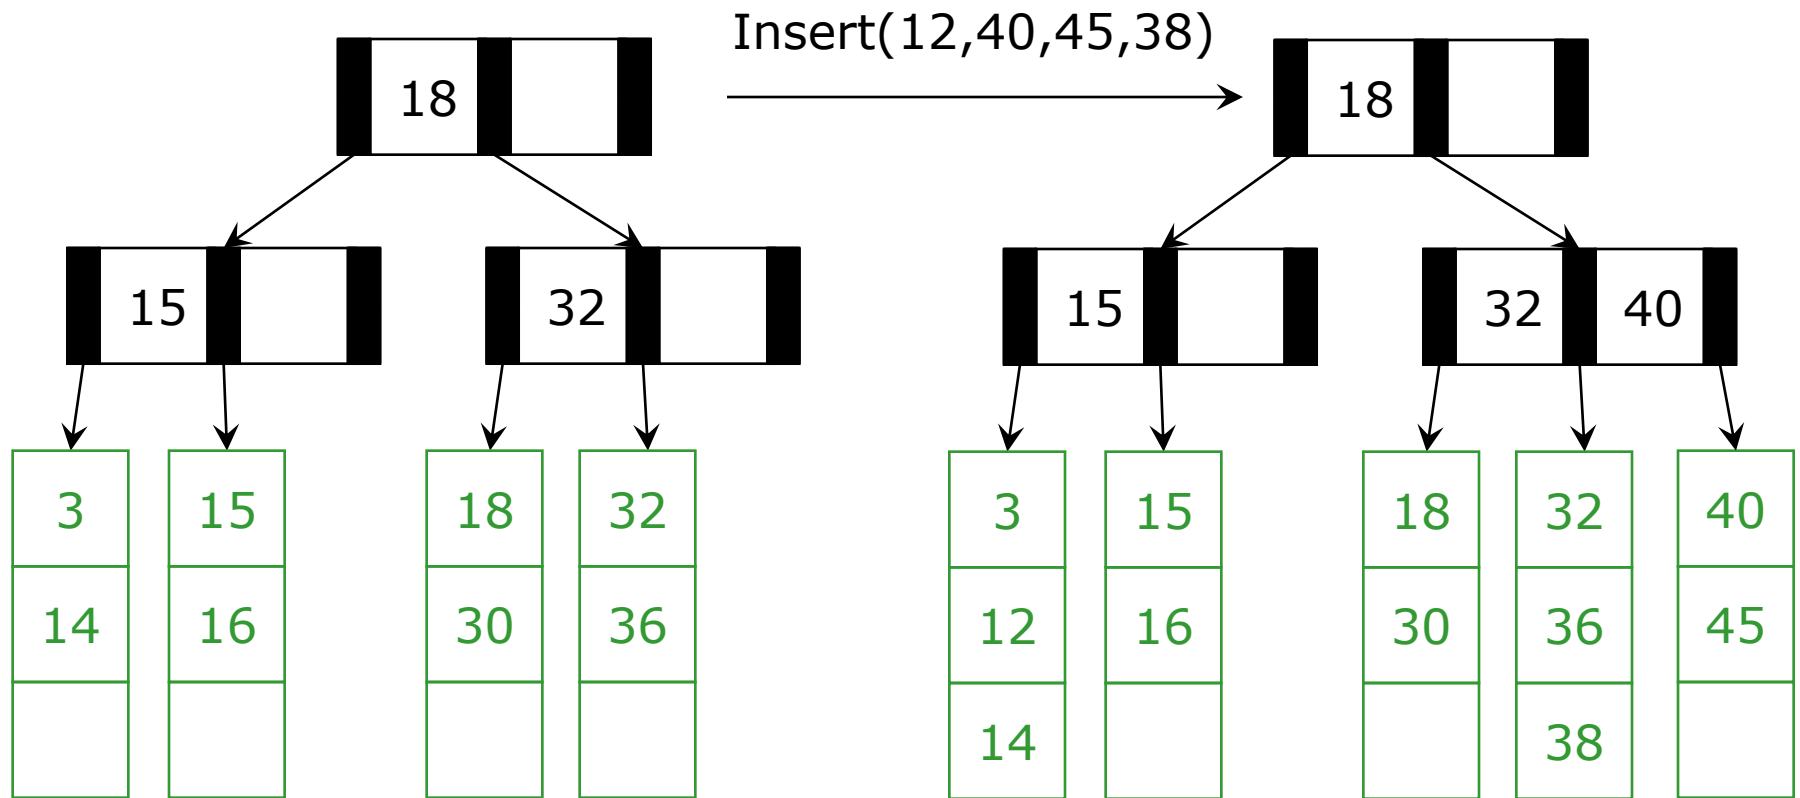 Insert(12,40,45,38)
18 18
15 32 15 32 40
3 15 18 32 3 15 18 32 40
14 16 30 36 12 16 30 36 45
14 38